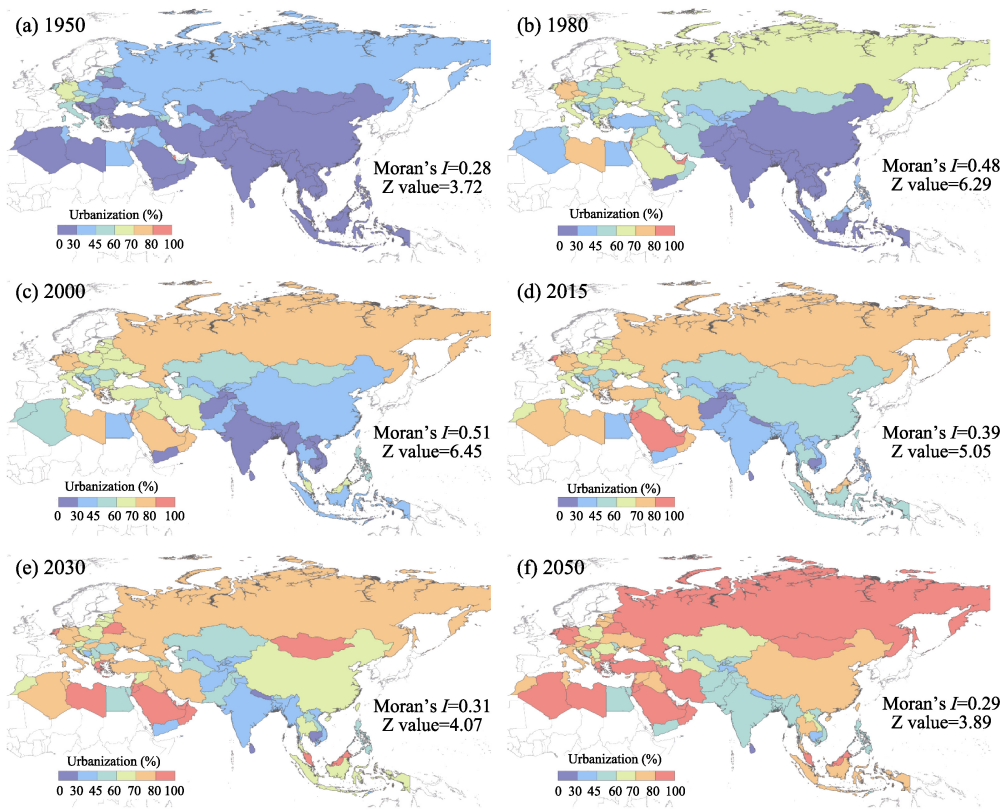 (a) 1950
Moran's I=0.28
Z value=3.72
Urbanization (%)
0 30 45 60 70 80 100
(b) 1980
Moran's I=0.48
Z value=6.29
Urbanization (%)
0 30 45 60 70 80 100
(c) 2000
Moran's I=0.51
Z value=6.45
Urbanization (%)
0 30 45 60 70 80 100
(d) 2015
Moran's I=0.39
Z value=5.05
Urbanization (%)
0 30 45 60 70 80 100
(e) 2030
Moran's I=0.31
Z value=4.07
Urbanization (%)
0 30 45 60 70 80 100
(f) 2050
Moran's I=0.29
Z value=3.89
Urbanization (%)
0 30 45 60 70 80 100